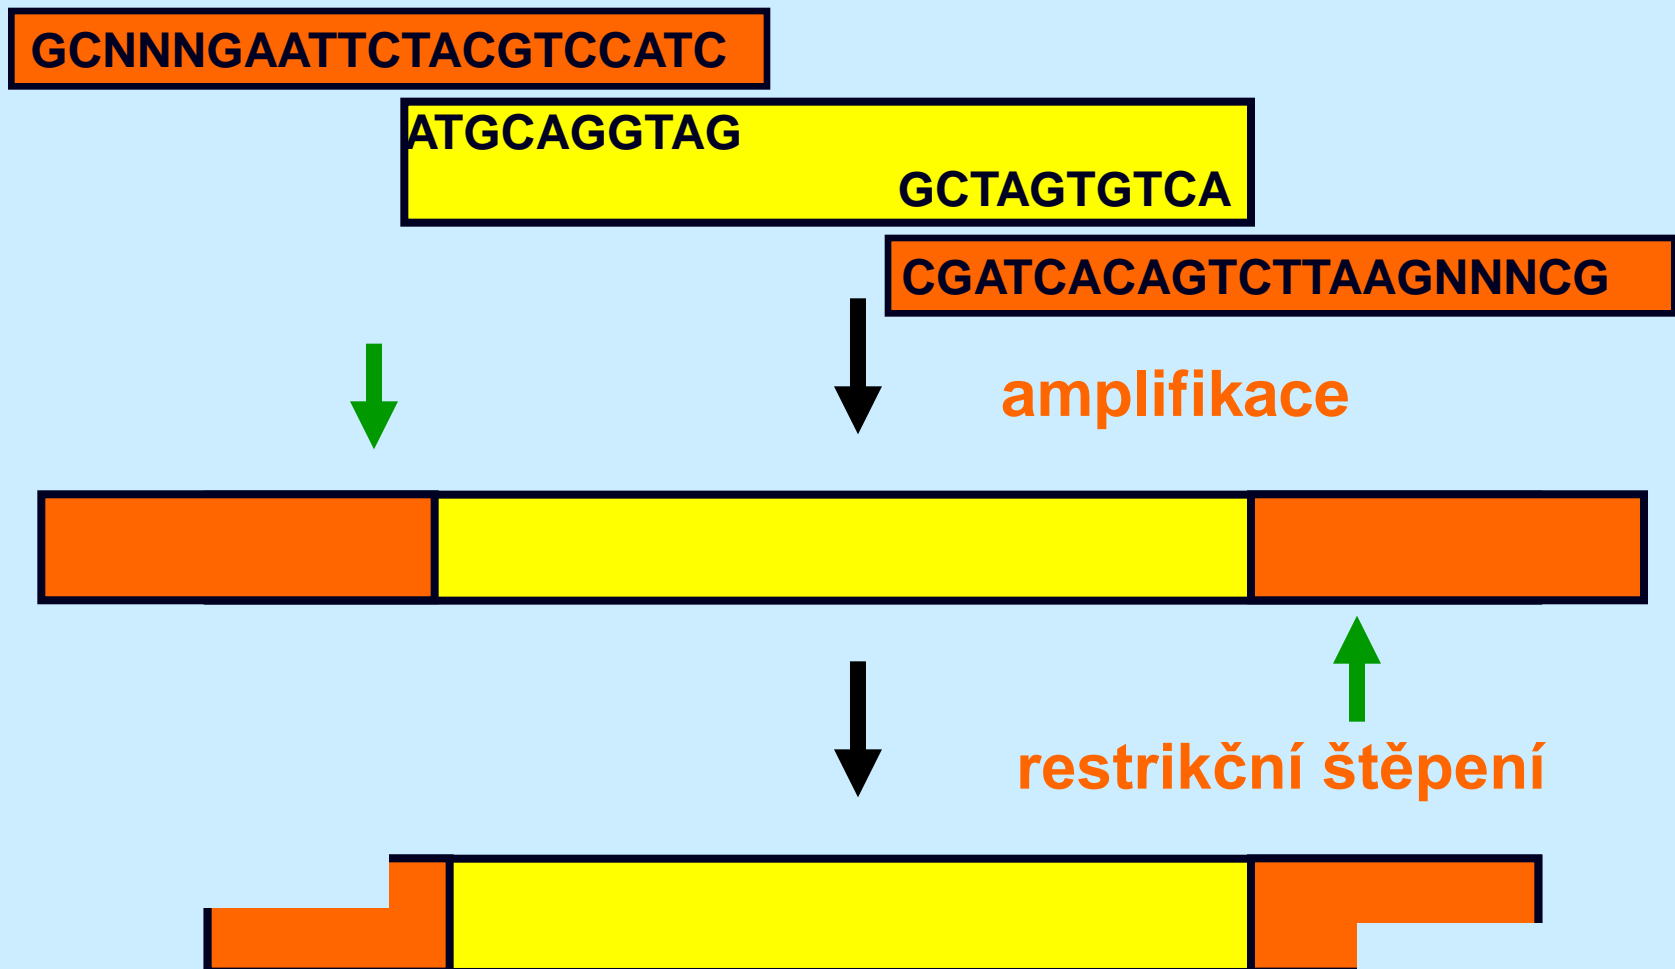 GCNNNGAATTCTACGTCCATC
ATGCAGGTAG
GCTAGTGTCA
CGATCACAGTCTTAAGNNNCG
amplifikace
restrikční štěpení